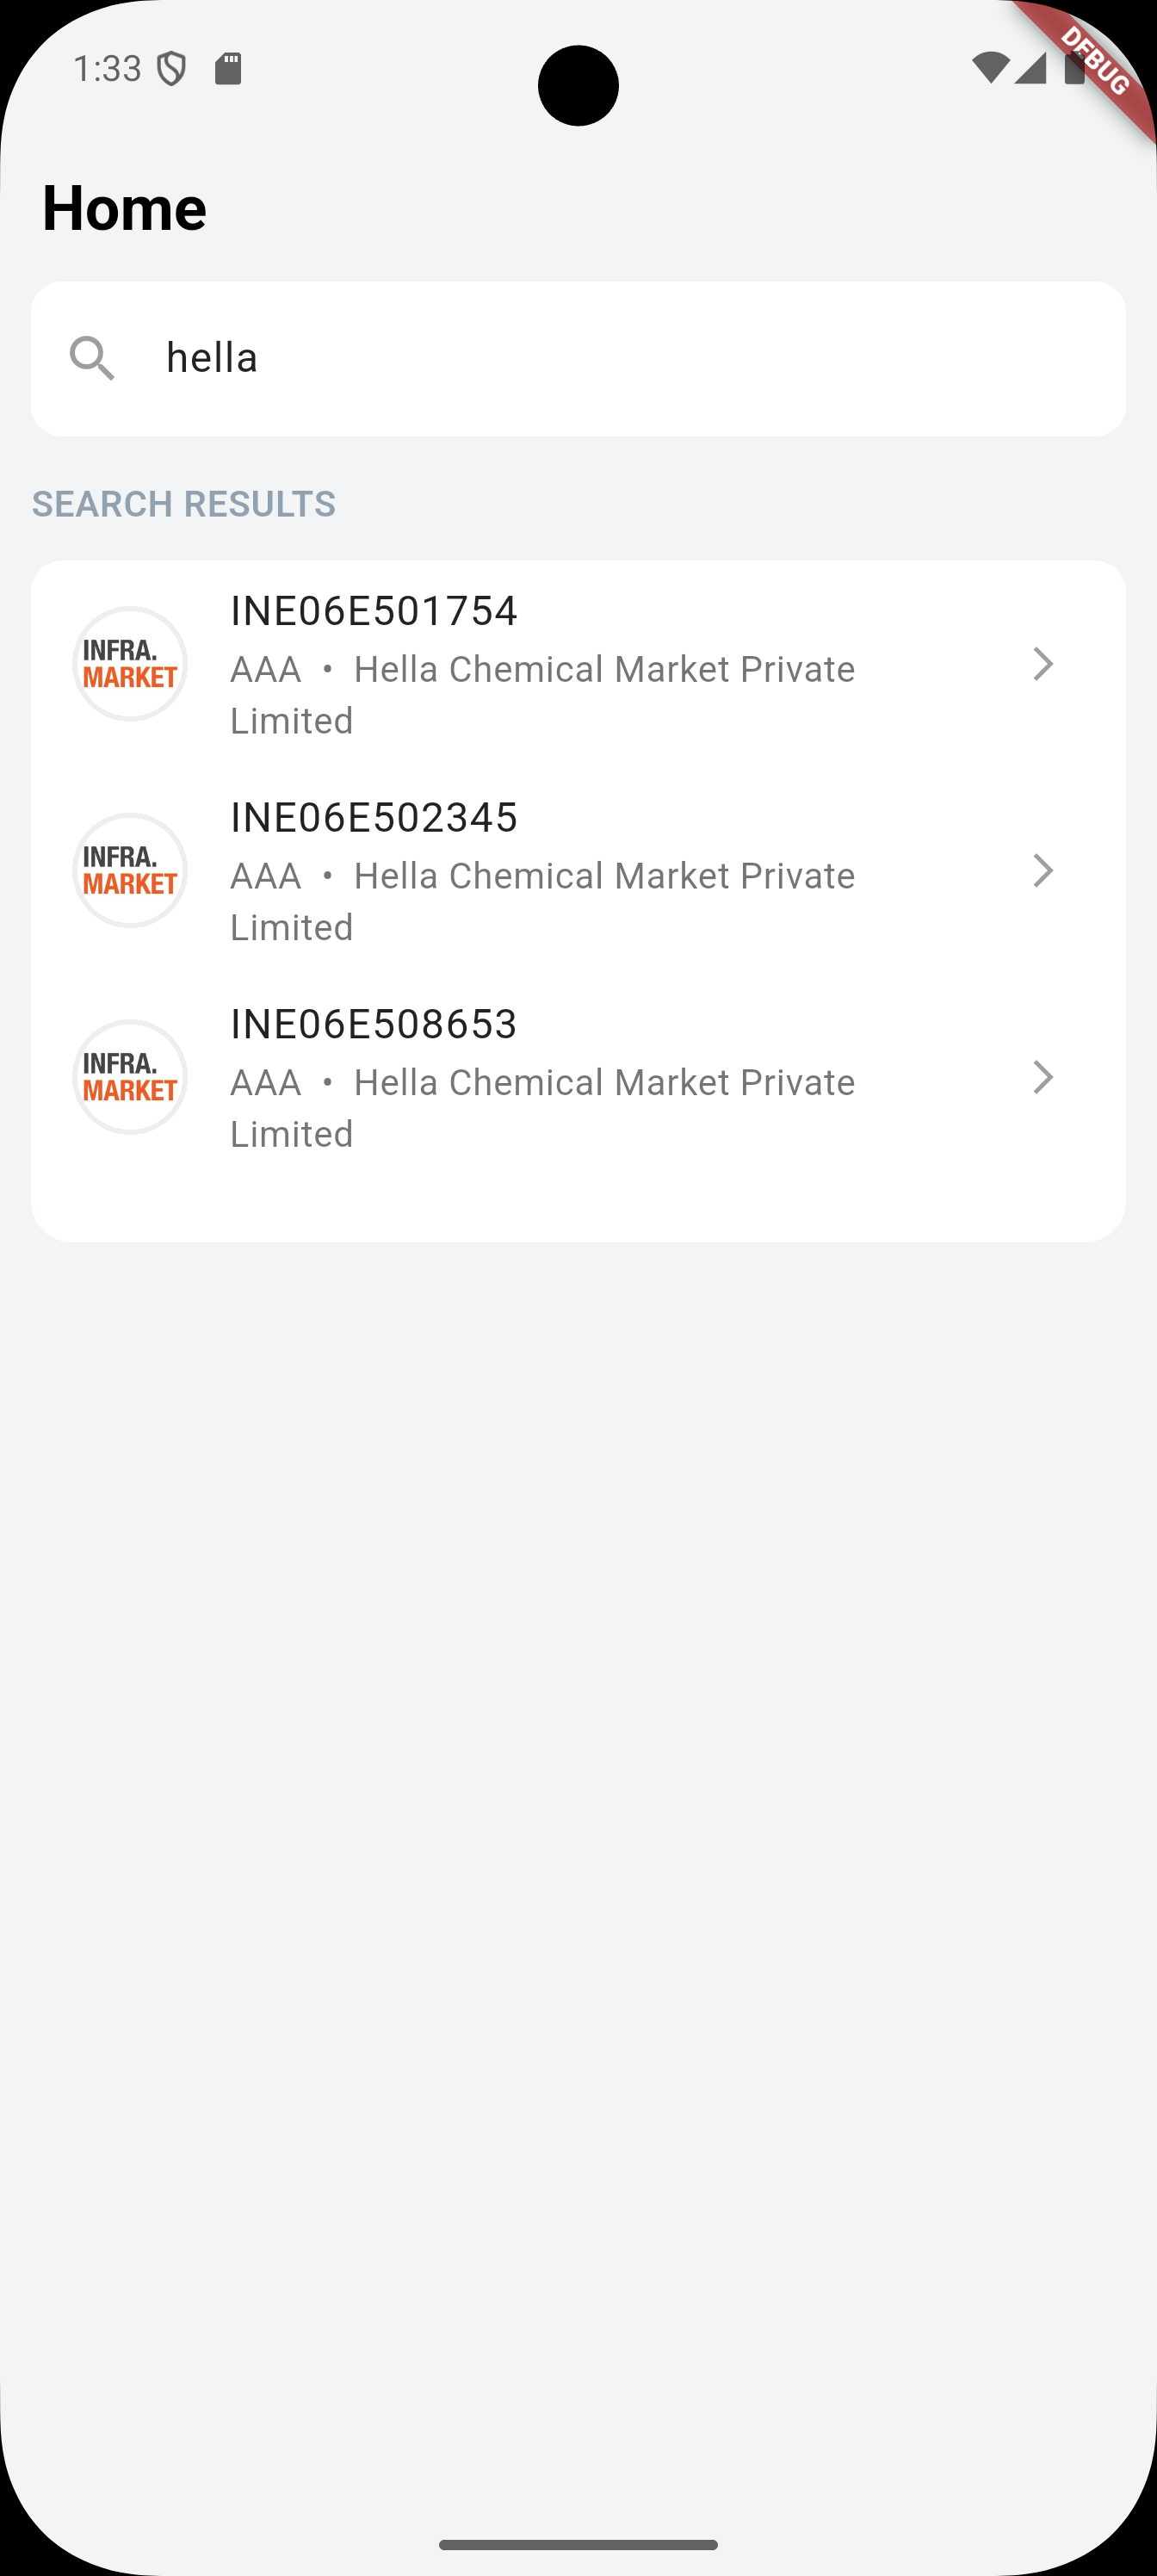 1:33
DEBUG
Home
hella
SEARCH RESULTS
INFRA.
MARKET
INE06E501754
AAA • Hella Chemical Market Private
Limited
INFRA.
MARKET
INE06E502345
AAA • Hella Chemical Market Private
Limited
INFRA.
MARKET
INE06E508653
AAA • Hella Chemical Market Private
Limited